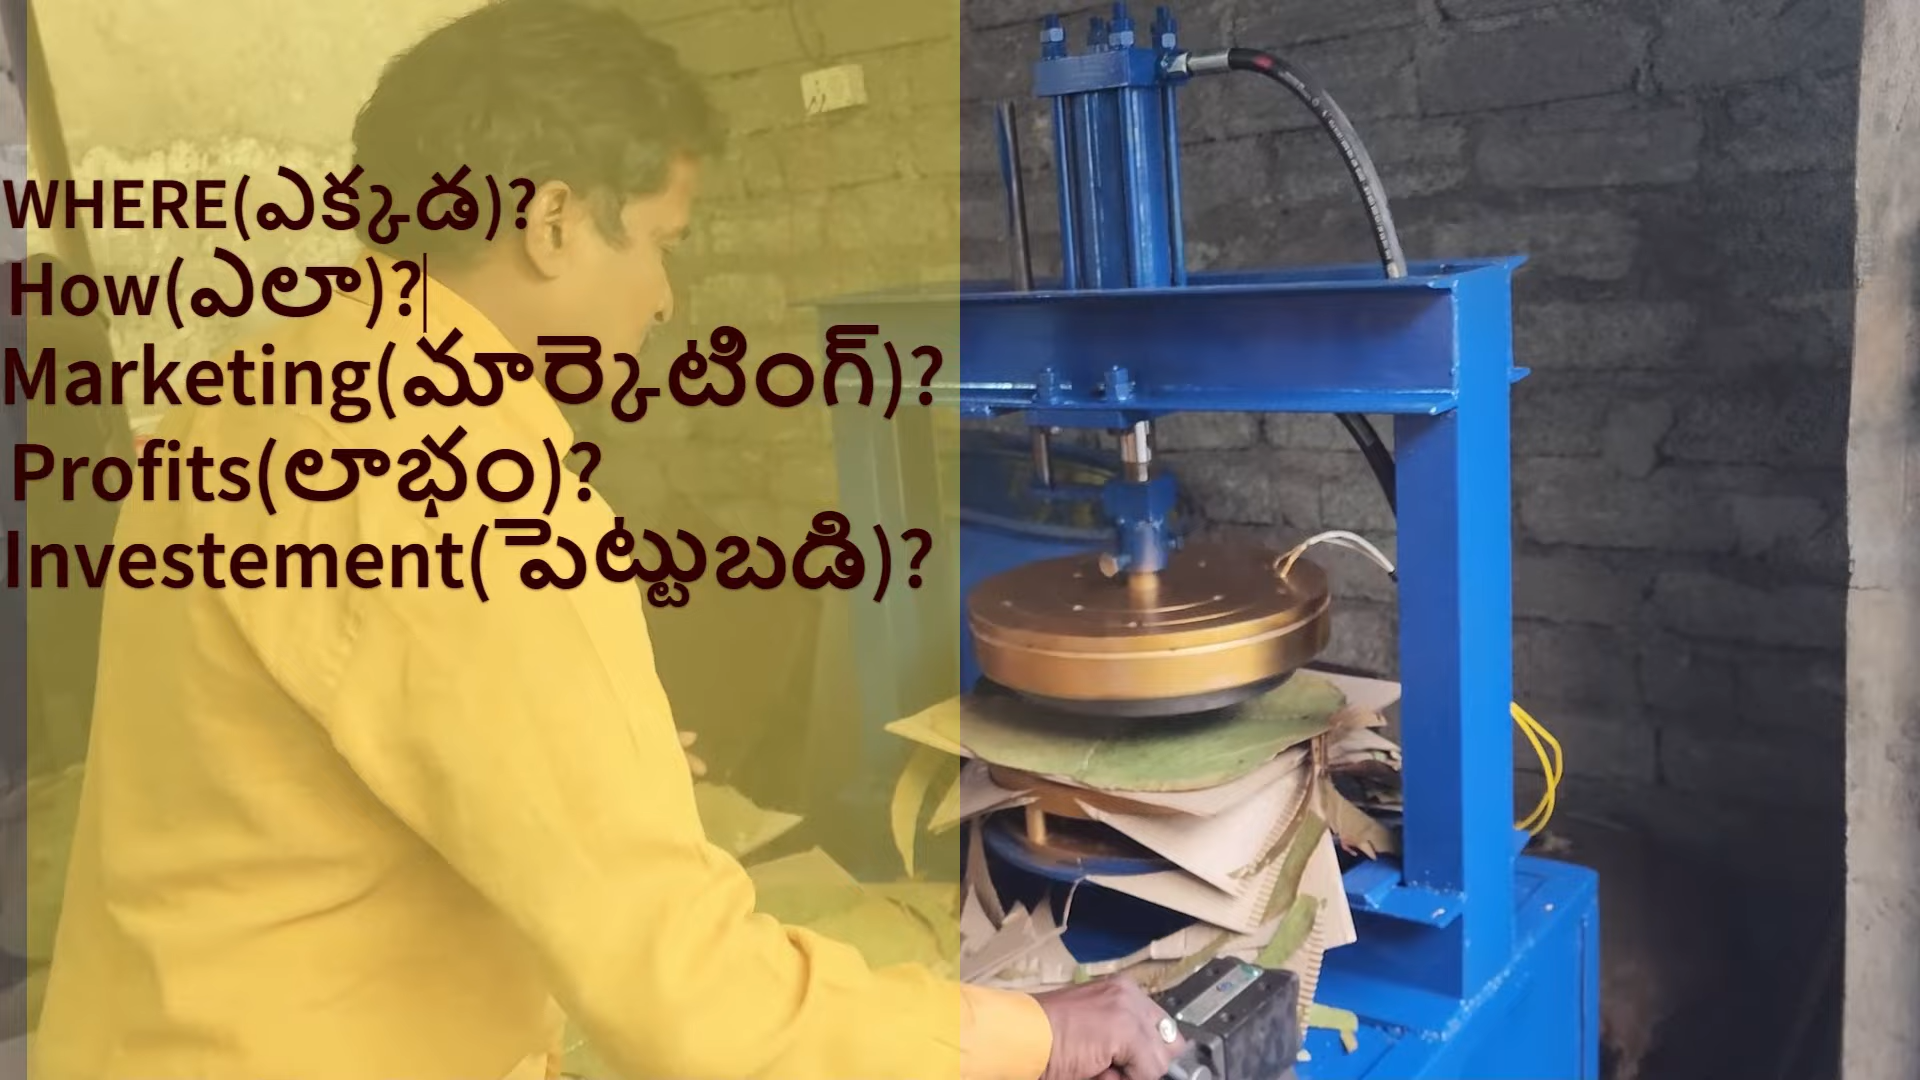 WHERE(ఎక్కడ)?
How(ఎలా)?
Marketing(మార్కెటింగ్)?
Profits(లాభం)?
Investement(పెట్టుబడి)?